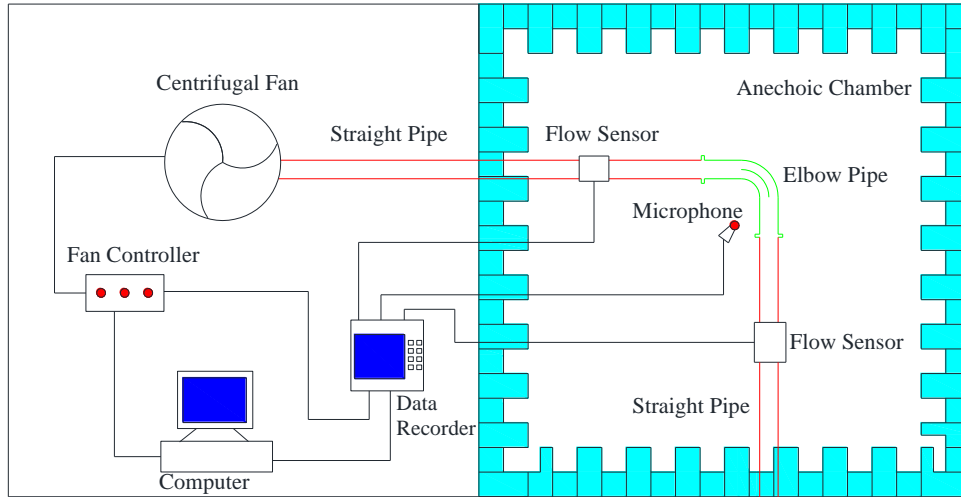 Centrifugal Fan
Anechoic Chamber
Straight Pipe
Flow Sensor
Elbow Pipe
Microphone
Fan Controller
Flow Sensor
Data
Recorder
Straight Pipe
Computer